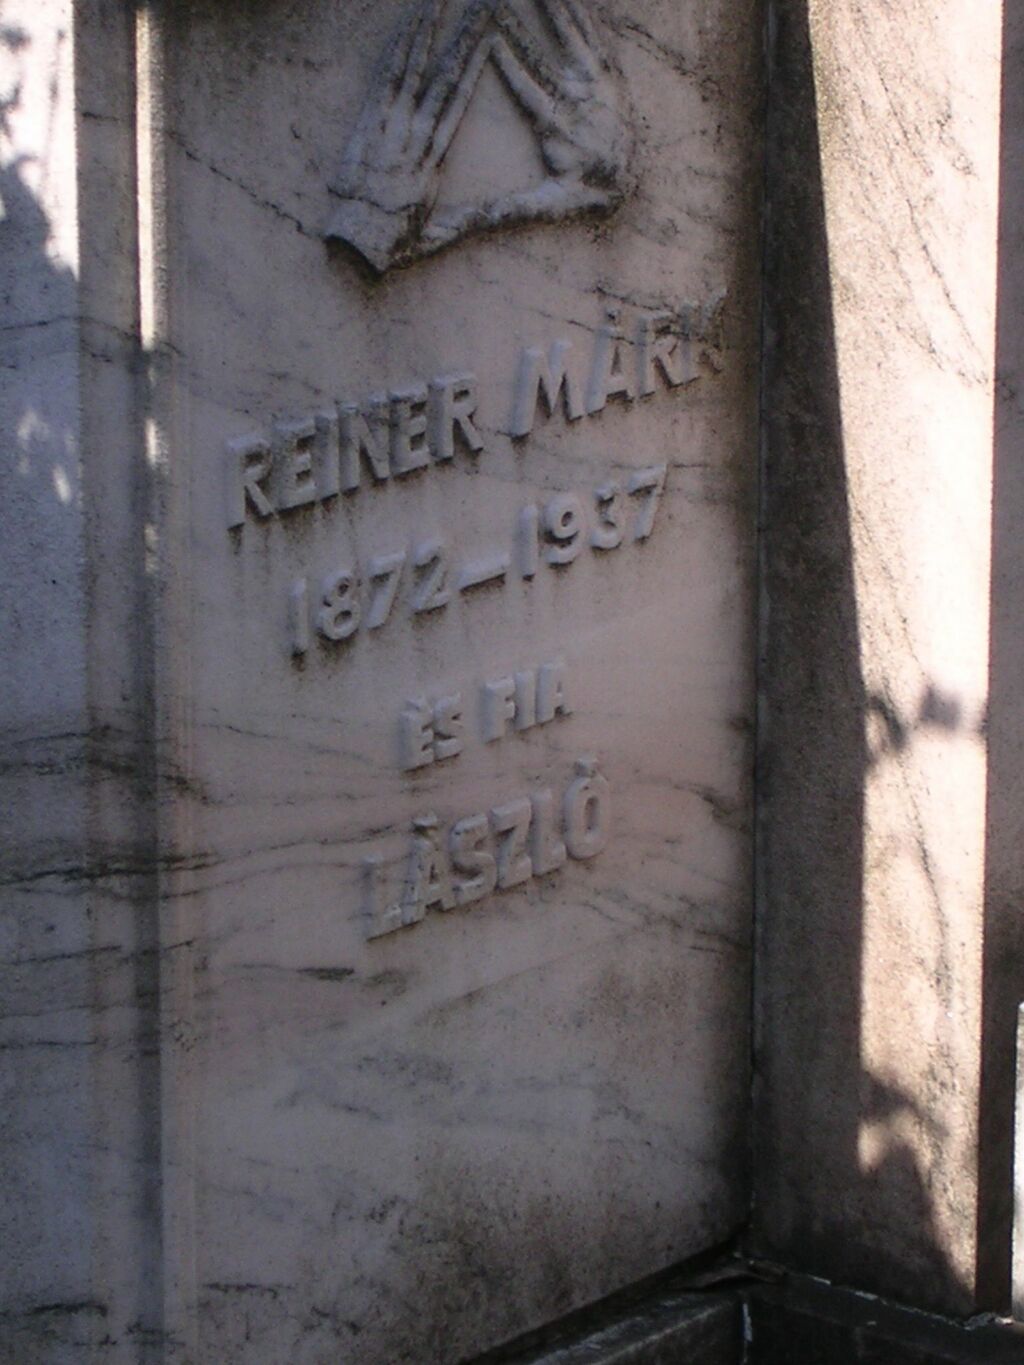 REINER MÁRK
1872–1937
ÉS FIA
LÁSZLÓ